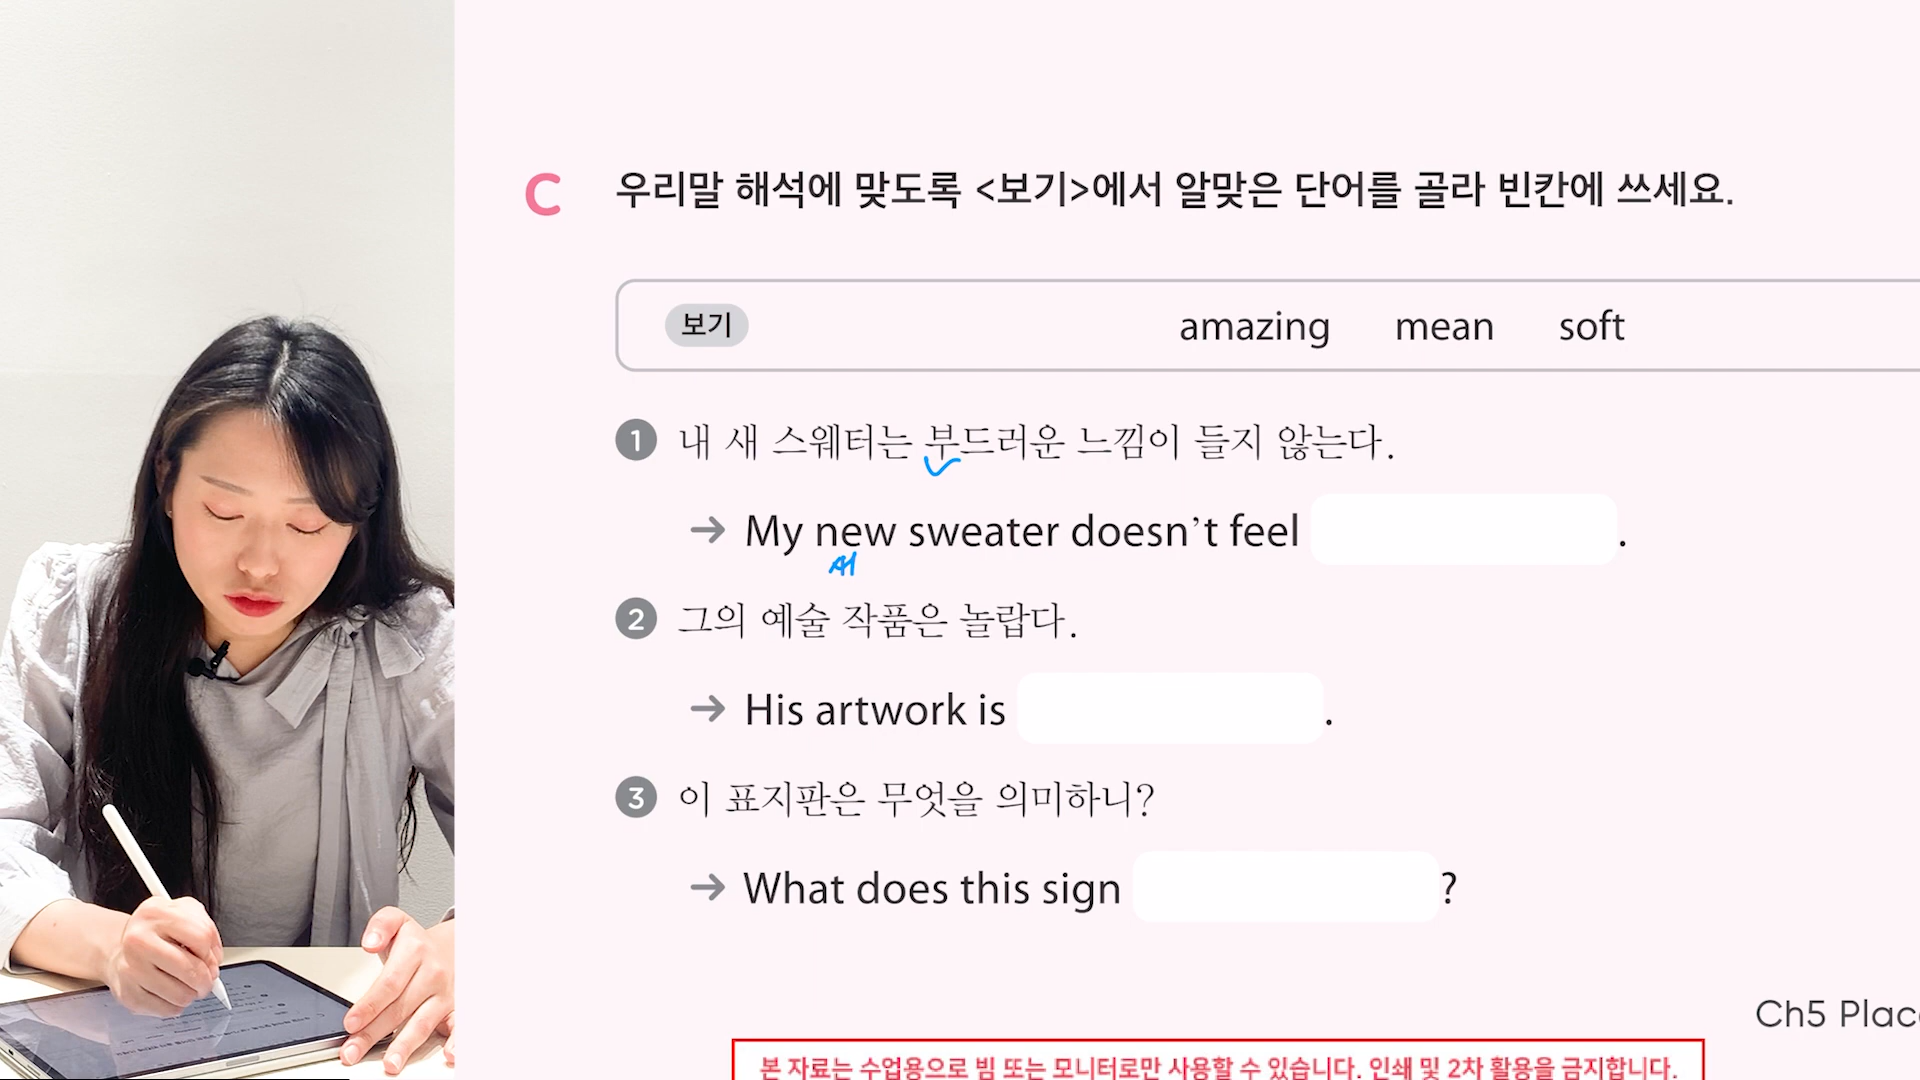 C 우리말 해석에 맞도록 <보기>에서 알맞은 단어를 골라 빈칸에 쓰세요.
보기 amazing mean soft
1 내 새 스웨터는 부드러운 느낌이 들지 않는다.
→ My new sweater doesn’t feel .
새
2 그의 예술 작품은 놀랍다.
→ His artwork is .
3 이 표지판은 무엇을 의미하니?
→ What does this sign ?
Ch5
본 자료는 수업용으로 빔 또는 모니터로만 사용할 수 있습니다. 인쇄 및 2차 활용을 금지합니다.